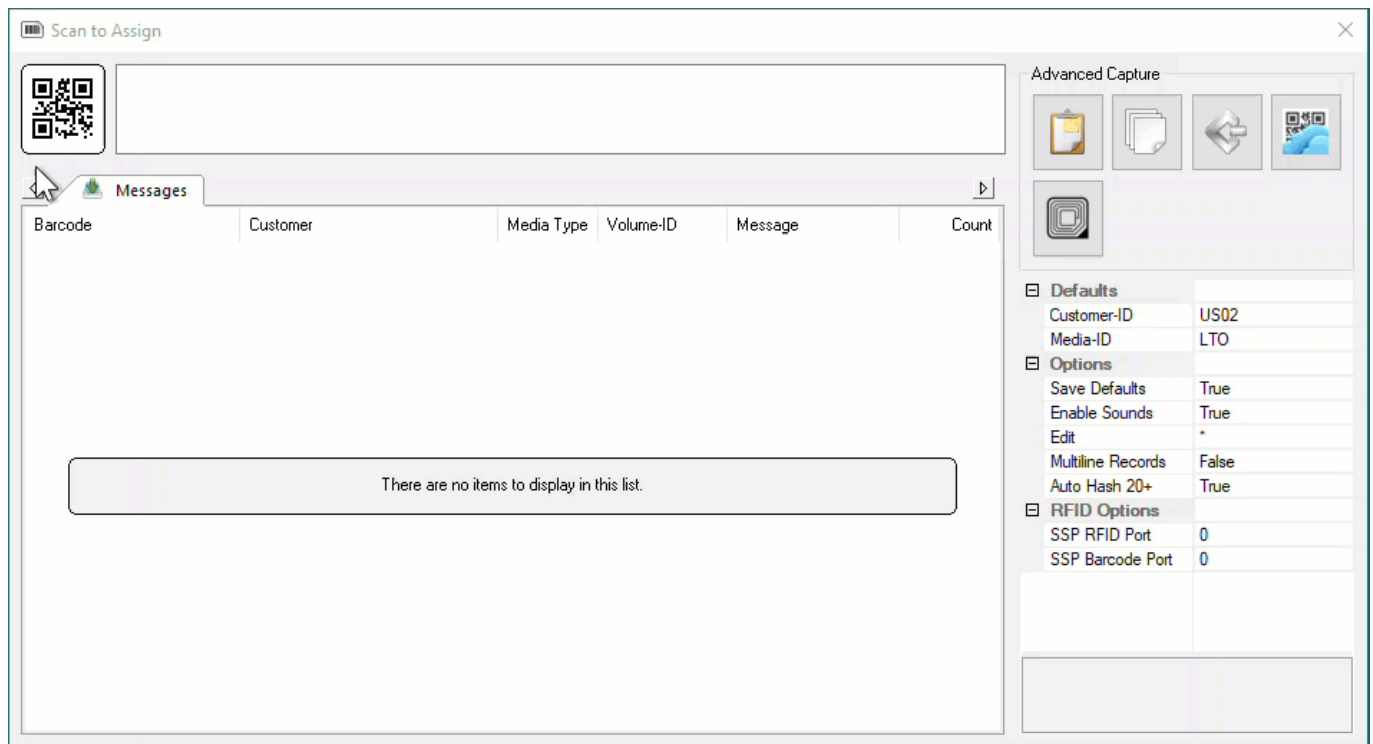 Scan to Assign
Advanced Capture
Messages
Barcode Customer Media Type Volume-ID Message Count
There are no items to display in this list.
Defaults
Customer-ID US02
Media-ID LTO
Options
Save Defaults True
Enable Sounds True
Edit *
Multiline Records False
Auto Hash 20+ True
RFID Options
SSP RFID Port 0
SSP Barcode Port 0